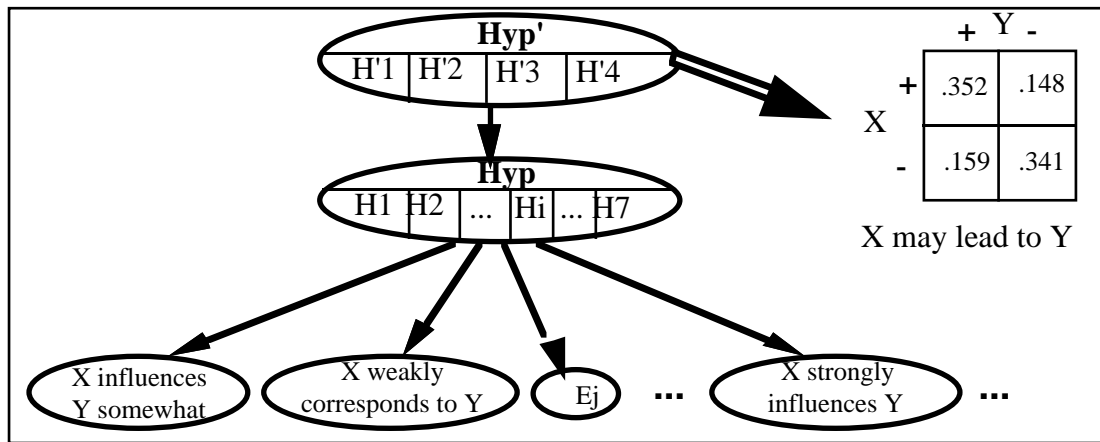 Hyp'
H'1 H'2 H'3 H'4
Hyp
H1 H2 ... Hi ... H7
X influences
Y somewhat
X weakly
corresponds to Y
Ej
...
X strongly
influences Y
...
Y
+ -
+ .352 .148
X
- .159 .341
X may lead to Y